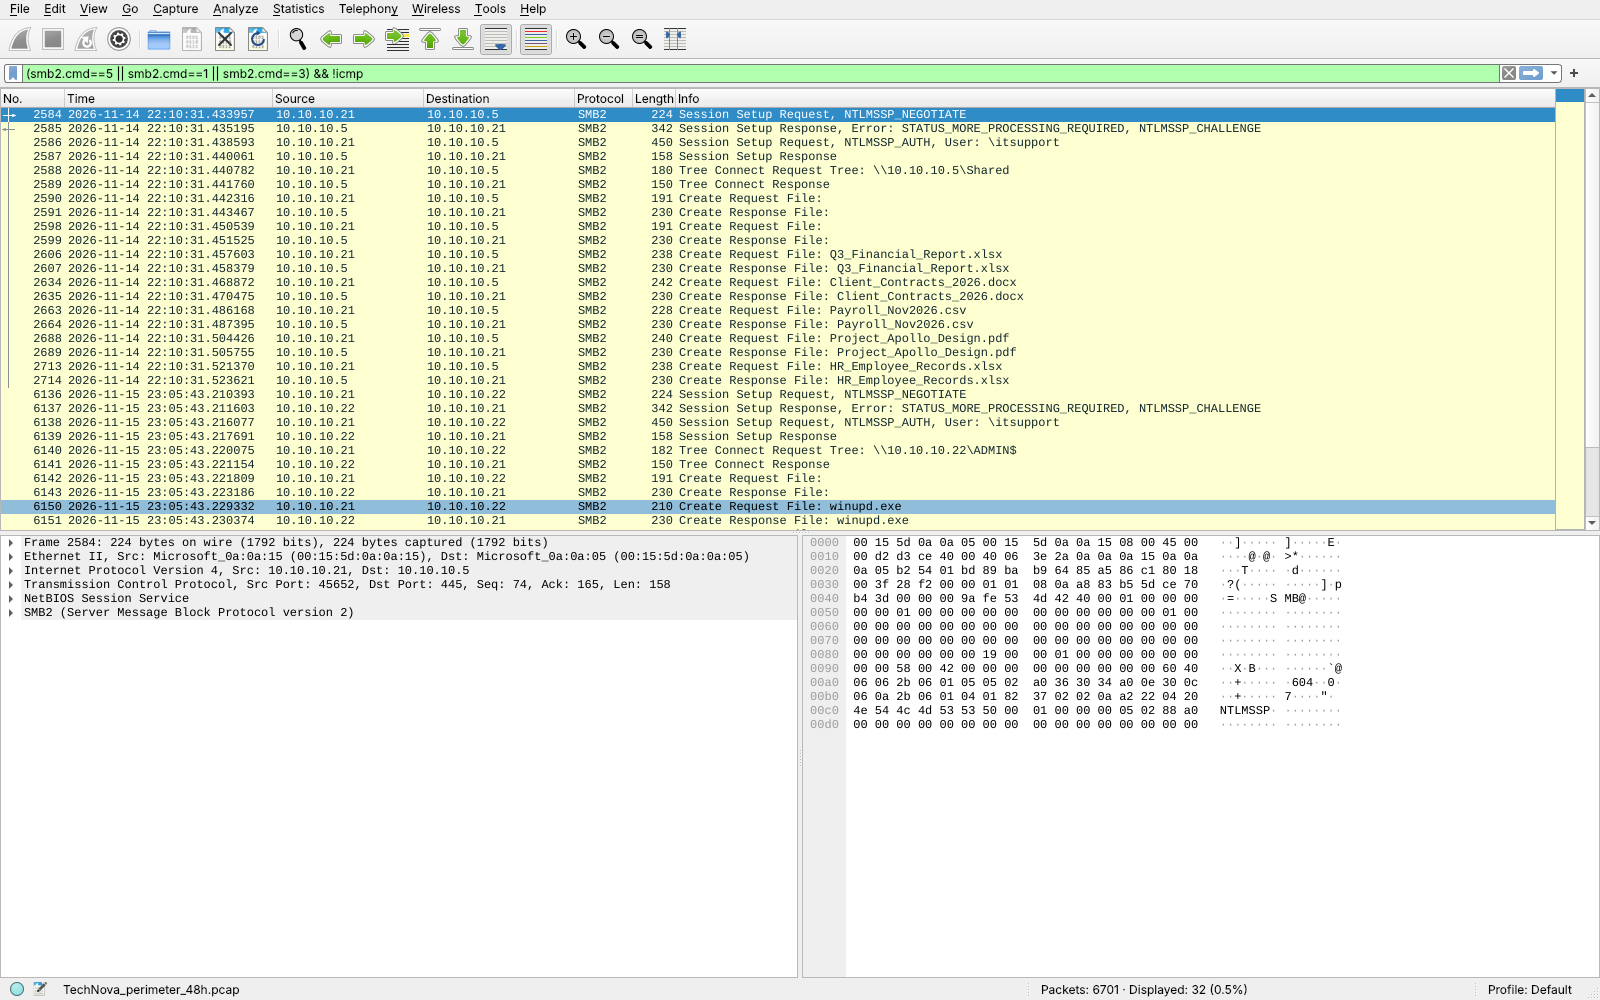 File Edit View Go Capture Analyze Statistics Telephony Wireless Tools Help
(smb2.cmd==5 || smb2.cmd==1 || smb2.cmd==3) && !icmp
No. Time Source Destination Protocol Length Info
2584 2026-11-14 22:10:31.433957 10.10.10.21 10.10.10.5 SMB2 224 Session Setup Request, NTLMSSP_NEGOTIATE
2585 2026-11-14 22:10:31.435195 10.10.10.5 10.10.10.21 SMB2 342 Session Setup Response, Error: STATUS_MORE_PROCESSING_REQUIRED, NTLMSSP_CHALLENGE
2586 2026-11-14 22:10:31.438593 10.10.10.21 10.10.10.5 SMB2 450 Session Setup Request, NTLMSSP_AUTH, User: \itsupport
2587 2026-11-14 22:10:31.440061 10.10.10.5 10.10.10.21 SMB2 158 Session Setup Response
2588 2026-11-14 22:10:31.440782 10.10.10.21 10.10.10.5 SMB2 180 Tree Connect Request Tree: \\10.10.10.5\Shared
2589 2026-11-14 22:10:31.441760 10.10.10.5 10.10.10.21 SMB2 150 Tree Connect Response
2590 2026-11-14 22:10:31.442316 10.10.10.21 10.10.10.5 SMB2 191 Create Request File:
2591 2026-11-14 22:10:31.443467 10.10.10.5 10.10.10.21 SMB2 230 Create Response File:
2598 2026-11-14 22:10:31.450539 10.10.10.21 10.10.10.5 SMB2 191 Create Request File:
2599 2026-11-14 22:10:31.451525 10.10.10.5 10.10.10.21 SMB2 230 Create Response File:
2606 2026-11-14 22:10:31.457603 10.10.10.21 10.10.10.5 SMB2 238 Create Request File: Q3_Financial_Report.xlsx
2607 2026-11-14 22:10:31.458379 10.10.10.5 10.10.10.21 SMB2 230 Create Response File: Q3_Financial_Report.xlsx
2634 2026-11-14 22:10:31.468872 10.10.10.21 10.10.10.5 SMB2 242 Create Request File: Client_Contracts_2026.docx
2635 2026-11-14 22:10:31.470475 10.10.10.5 10.10.10.21 SMB2 230 Create Response File: Client_Contracts_2026.docx
2663 2026-11-14 22:10:31.486168 10.10.10.21 10.10.10.5 SMB2 228 Create Request File: Payroll_Nov2026.csv
2664 2026-11-14 22:10:31.487395 10.10.10.5 10.10.10.21 SMB2 230 Create Response File: Payroll_Nov2026.csv
2688 2026-11-14 22:10:31.504426 10.10.10.21 10.10.10.5 SMB2 240 Create Request File: Project_Apollo_Design.pdf
2689 2026-11-14 22:10:31.505755 10.10.10.5 10.10.10.21 SMB2 230 Create Response File: Project_Apollo_Design.pdf
2713 2026-11-14 22:10:31.521370 10.10.10.21 10.10.10.5 SMB2 238 Create Request File: HR_Employee_Records.xlsx
2714 2026-11-14 22:10:31.523621 10.10.10.5 10.10.10.21 SMB2 230 Create Response File: HR_Employee_Records.xlsx
6136 2026-11-15 23:05:43.210393 10.10.10.21 10.10.10.22 SMB2 224 Session Setup Request, NTLMSSP_NEGOTIATE
6137 2026-11-15 23:05:43.211603 10.10.10.22 10.10.10.21 SMB2 342 Session Setup Response, Error: STATUS_MORE_PROCESSING_REQUIRED, NTLMSSP_CHALLENGE
6138 2026-11-15 23:05:43.216077 10.10.10.21 10.10.10.22 SMB2 450 Session Setup Request, NTLMSSP_AUTH, User: \itsupport
6139 2026-11-15 23:05:43.217691 10.10.10.22 10.10.10.21 SMB2 158 Session Setup Response
6140 2026-11-15 23:05:43.220075 10.10.10.21 10.10.10.22 SMB2 182 Tree Connect Request Tree: \\10.10.10.22\ADMIN$
6141 2026-11-15 23:05:43.221154 10.10.10.22 10.10.10.21 SMB2 150 Tree Connect Response
6142 2026-11-15 23:05:43.221809 10.10.10.21 10.10.10.22 SMB2 191 Create Request File:
6143 2026-11-15 23:05:43.223186 10.10.10.22 10.10.10.21 SMB2 230 Create Response File:
6150 2026-11-15 23:05:43.229332 10.10.10.21 10.10.10.22 SMB2 210 Create Request File: winupd.exe
6151 2026-11-15 23:05:43.230374 10.10.10.22 10.10.10.21 SMB2 230 Create Response File: winupd.exe
Frame 2584: 224 bytes on wire (1792 bits), 224 bytes captured (1792 bits)
Ethernet II, Src: Microsoft_0a:0a:15 (00:15:5d:0a:0a:15), Dst: Microsoft_0a:0a:05 (00:15:5d:0a:0a:05)
Internet Protocol Version 4, Src: 10.10.10.21, Dst: 10.10.10.5
Transmission Control Protocol, Src Port: 45652, Dst Port: 445, Seq: 74, Ack: 165, Len: 158
NetBIOS Session Service
SMB2 (Server Message Block Protocol version 2)
0000 00 15 5d 0a 0a 05 00 15 5d 0a 0a 15 08 00 45 00 ··]····· ]·····E·
0010 00 d2 d3 ce 40 00 40 06 3e 2a 0a 0a 0a 15 0a 0a ····@·@· >*······
0020 0a 05 b2 54 01 bd 89 ba b9 64 85 a5 86 c1 80 18 ···T···· ·d······
0030 00 3f 28 f2 00 00 01 01 08 0a a8 83 b5 5d ce 70 ·?(····· ·····]·p
0040 b4 3d 00 00 00 9a fe 53 4d 42 40 00 01 00 00 00 ·=·····S MB@·····
0050 00 00 01 00 00 00 00 00 00 00 00 00 00 00 01 00 ········ ········
0060 00 00 00 00 00 00 00 00 00 00 00 00 00 00 00 00 ········ ········
0070 00 00 00 00 00 00 00 00 00 00 00 00 00 00 00 00 ········ ········
0080 00 00 00 00 00 00 19 00 00 01 00 00 00 00 00 00 ········ ········
0090 00 00 58 00 42 00 00 00 00 00 00 00 00 00 60 40 ··X·B··· ······`@
00a0 06 06 2b 06 01 05 05 02 a0 36 30 34 a0 0e 30 0c ··+····· ·604··0·
00b0 06 0a 2b 06 01 04 01 82 37 02 02 0a a2 22 04 20 ··+····· 7····"·
00c0 4e 54 4c 4d 53 53 50 00 01 00 00 00 05 02 88 a0 NTLMSSP· ········
00d0 00 00 00 00 00 00 00 00 00 00 00 00 00 00 00 00 ········ ········
TechNova_perimeter_48h.pcap Packets: 6701 · Displayed: 32 (0.5%) Profile: Default